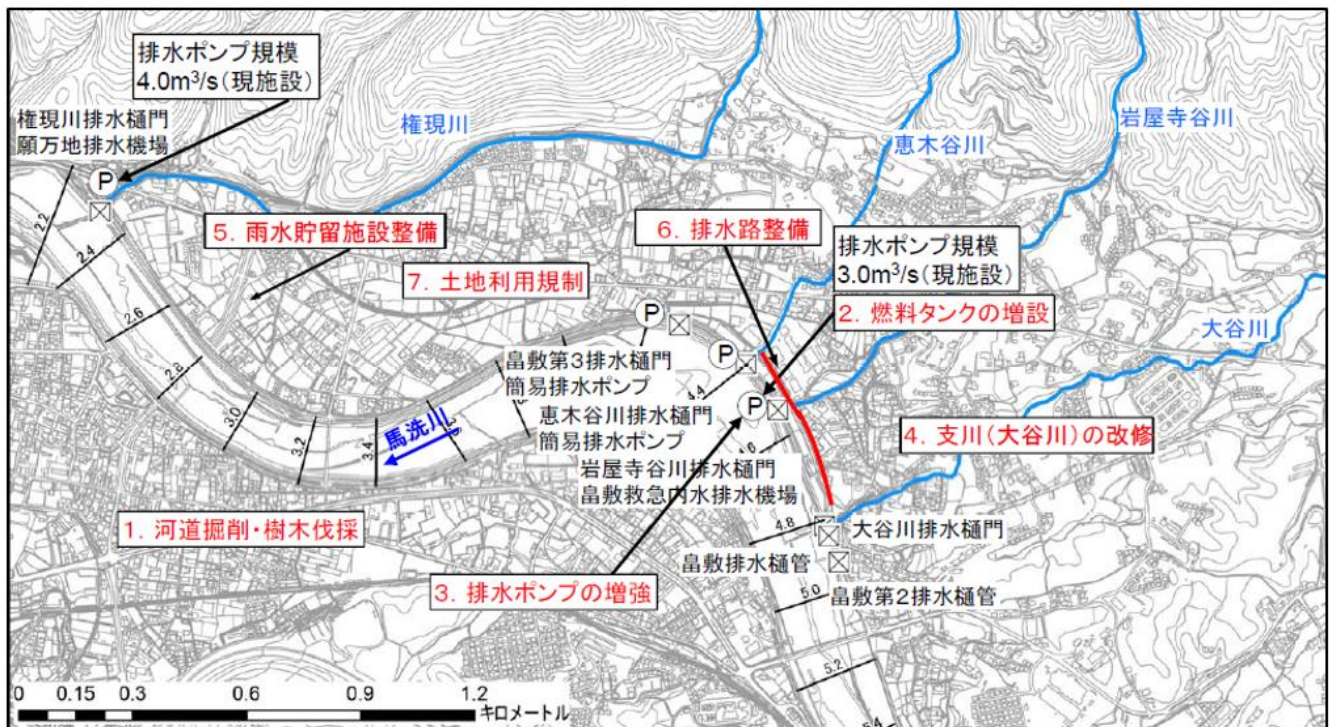 排水ポンプ規模
4.0m³/s(現施設)
権現川排水樋門
願万地排水機場
P
権現川
恵木谷川
岩屋寺谷川
5. 雨水貯留施設整備
6. 排水路整備
排水ポンプ規模
3.0m³/s(現施設)
7. 土地利用規制
2. 燃料タンクの増設
大谷川
P
P
P
畠敷第3排水樋門
簡易排水ポンプ
恵木谷川排水樋門
簡易排水ポンプ
岩屋寺谷川排水樋門
畠敷救急内水排水機場
4. 支川(大谷川)の改修
馬洗川
1. 河道掘削・樹木伐採
大谷川排水樋門
畠敷排水樋管
3. 排水ポンプの増強
畠敷第2排水樋管
2.2
2.4
2.6
2.8
3.0
3.2
3.4
4.4
4.8
5.0
5.2
5.4
0 0.15 0.3 0.6 0.9 1.2
キロメートル